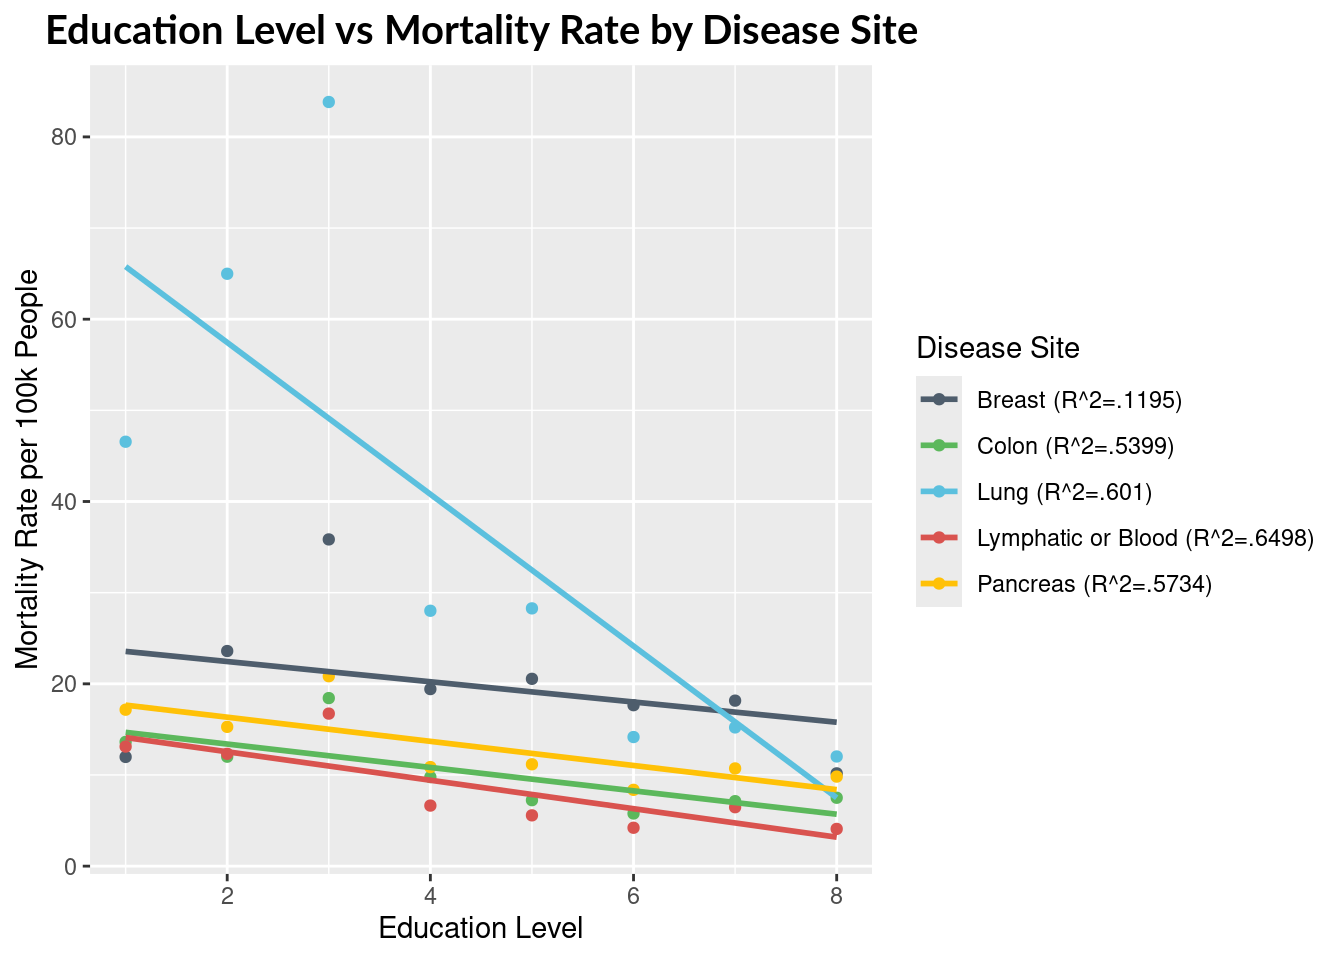 Education Level vs Mortality Rate by Disease Site
Mortality Rate per 100k People
80
60
40
20
0
2
4
6
8
Education Level
Disease Site
Breast (R^2=.1195)
Colon (R^2=.5399)
Lung (R^2=.601)
Lymphatic or Blood (R^2=.6498)
Pancreas (R^2=.5734)